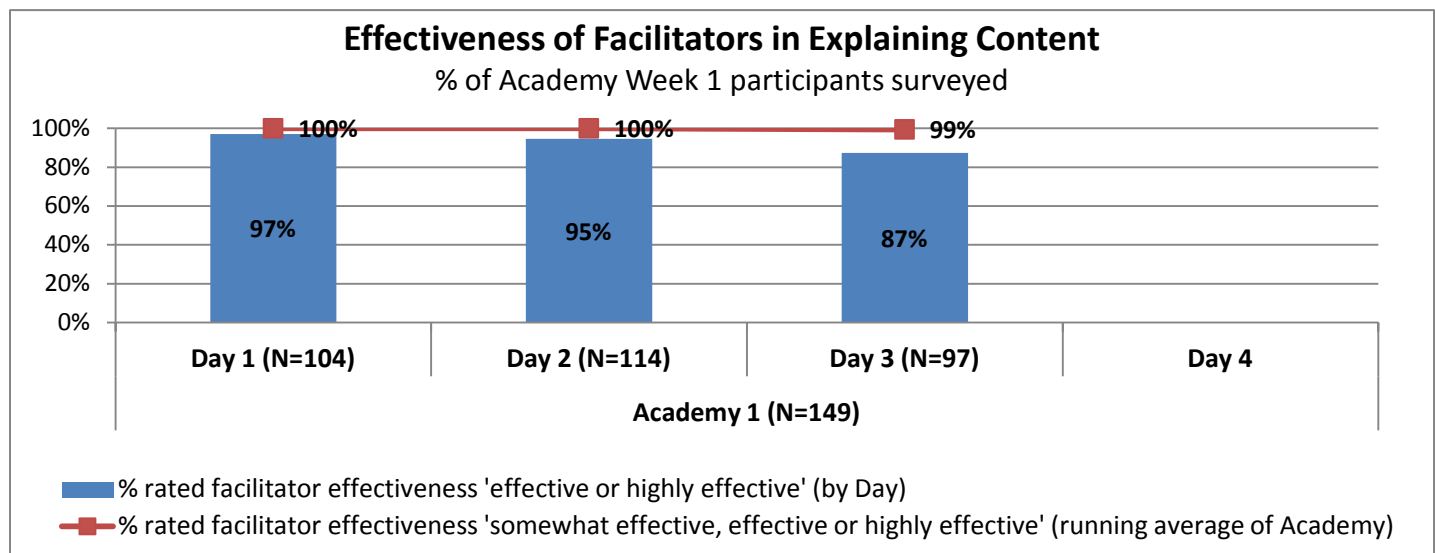 Effectiveness of Facilitators in Explaining Content
% of Academy Week 1 participants surveyed
100%
80%
60%
40%
20%
0%
100%
100%
99%
97%
95%
87%
Day 1 (N=104)
Day 2 (N=114)
Day 3 (N=97)
Day 4
Academy 1 (N=149)
% rated facilitator effectiveness 'effective or highly effective' (by Day)
% rated facilitator effectiveness 'somewhat effective, effective or highly effective' (running average of Academy)